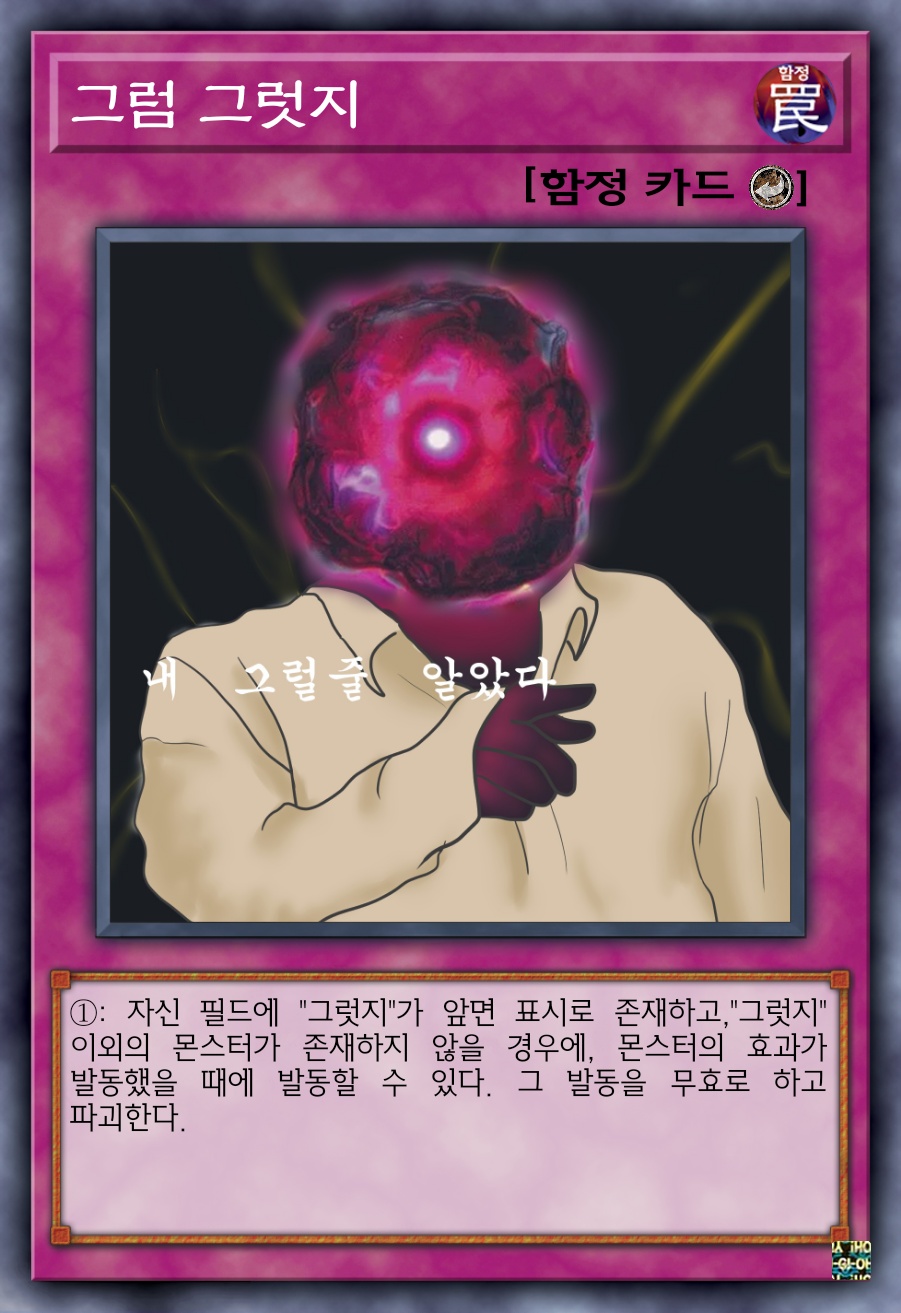 그럼 그럿지
함정
罠
[함정 카드 ]
내 그럴줄 알았다
①: 자신 필드에 "그럿지"가 앞면 표시로 존재하고,"그럿지"
이외의 몬스터가 존재하지 않을 경우에, 몬스터의 효과가
발동했을 때에 발동할 수 있다. 그 발동을 무효로 하고
파괴한다.